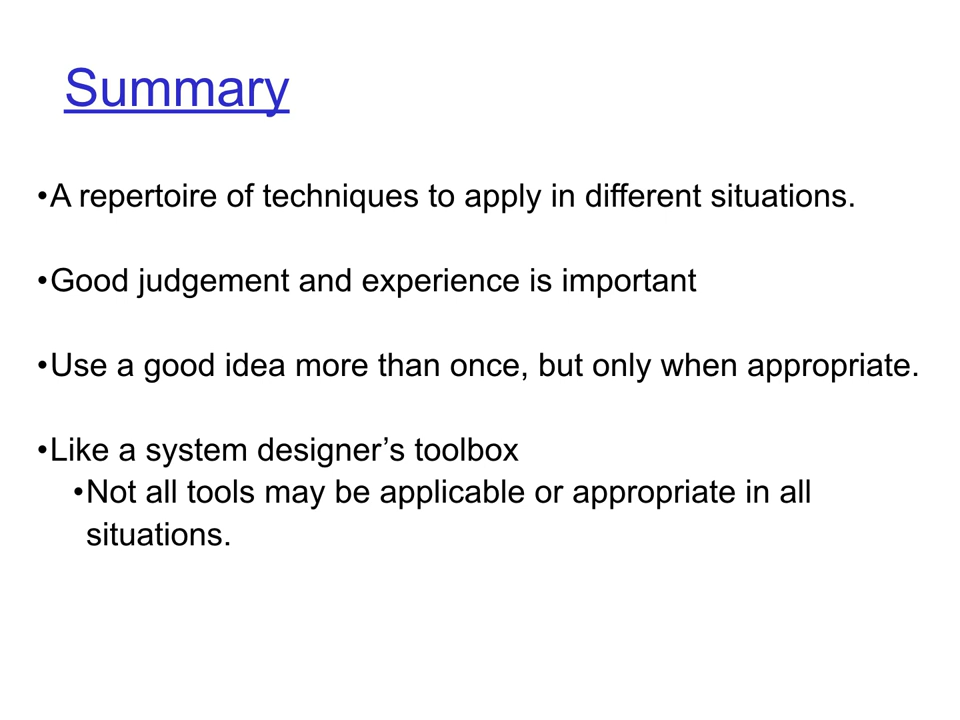 Summary
•A repertoire of techniques to apply in different situations.
•Good judgement and experience is important
•Use a good idea more than once, but only when appropriate.
•Like a system designer’s toolbox
•Not all tools may be applicable or appropriate in all
situations.